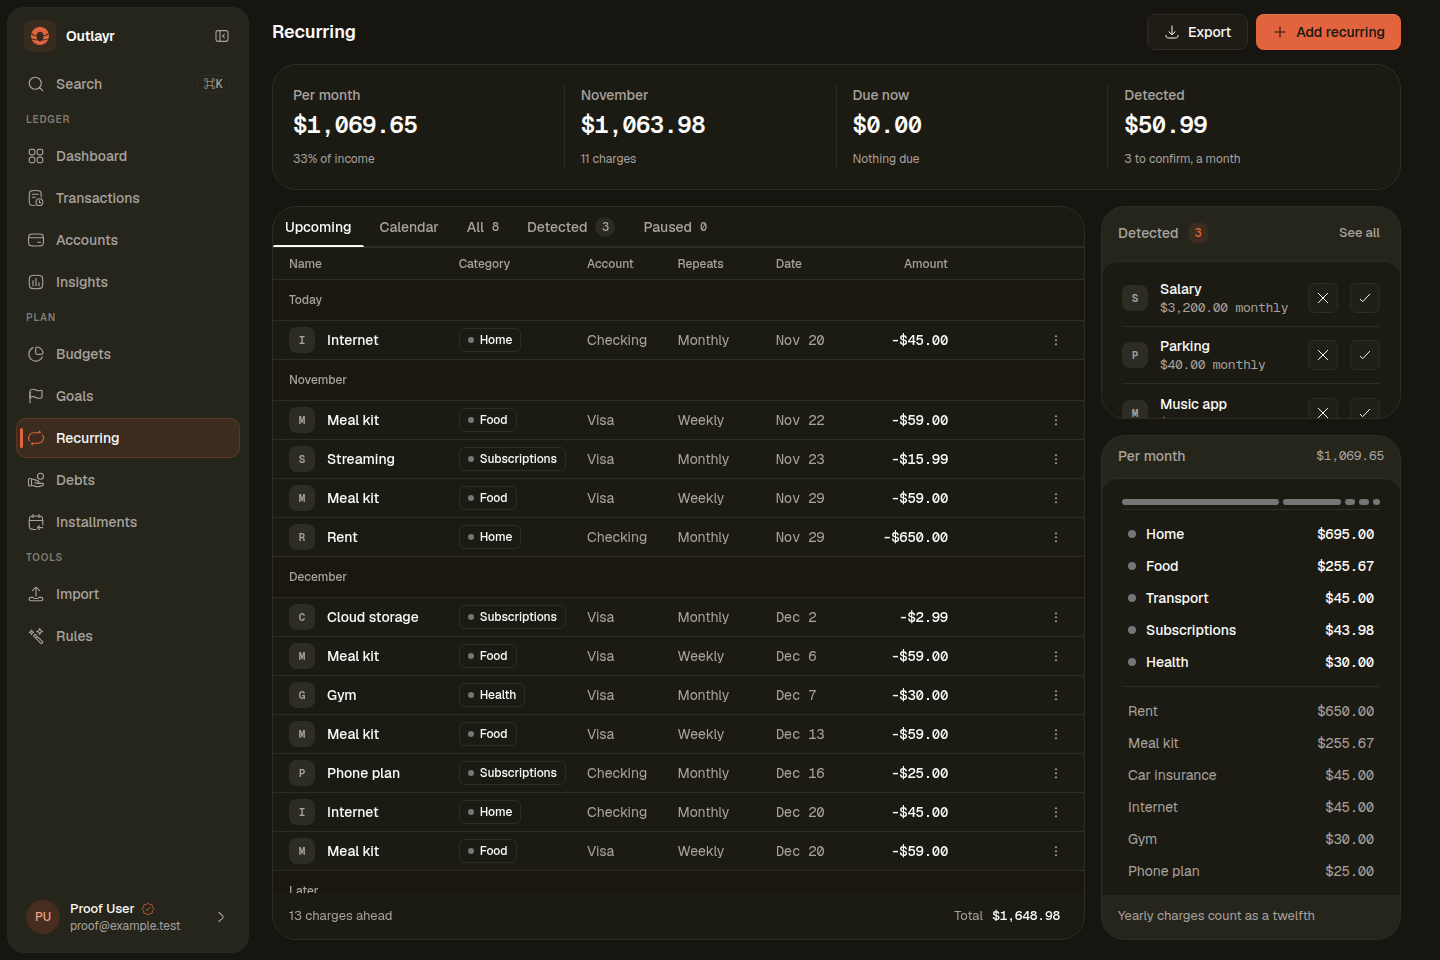 Outlayr
Search ⌘K
LEDGER
Dashboard
Transactions
Accounts
Insights
PLAN
Budgets
Goals
Recurring
Debts
Installments
TOOLS
Import
Rules
PU Proof User
proof@example.test
Recurring
Export
Add recurring
Per month
$1,069.65
33% of income
November
$1,063.98
11 charges
Due now
$0.00
Nothing due
Detected
$50.99
3 to confirm, a month
Upcoming Calendar All 8 Detected 3 Paused 0
Name Category Account Repeats Date Amount
Today
I Internet Home Checking Monthly Nov 20 -$45.00
November
M Meal kit Food Visa Weekly Nov 22 -$59.00
S Streaming Subscriptions Visa Monthly Nov 23 -$15.99
M Meal kit Food Visa Weekly Nov 29 -$59.00
R Rent Home Checking Monthly Nov 29 -$650.00
December
C Cloud storage Subscriptions Visa Monthly Dec 2 -$2.99
M Meal kit Food Visa Weekly Dec 6 -$59.00
G Gym Health Visa Monthly Dec 7 -$30.00
M Meal kit Food Visa Weekly Dec 13 -$59.00
P Phone plan Subscriptions Checking Monthly Dec 16 -$25.00
I Internet Home Checking Monthly Dec 20 -$45.00
M Meal kit Food Visa Weekly Dec 20 -$59.00
Later
13 charges ahead Total $1,648.98
Detected 3 See all
S Salary
$3,200.00 monthly
P Parking
$40.00 monthly
M Music app
Per month $1,069.65
Home $695.00
Food $255.67
Transport $45.00
Subscriptions $43.98
Health $30.00
Rent $650.00
Meal kit $255.67
Car insurance $45.00
Internet $45.00
Gym $30.00
Phone plan $25.00
Yearly charges count as a twelfth